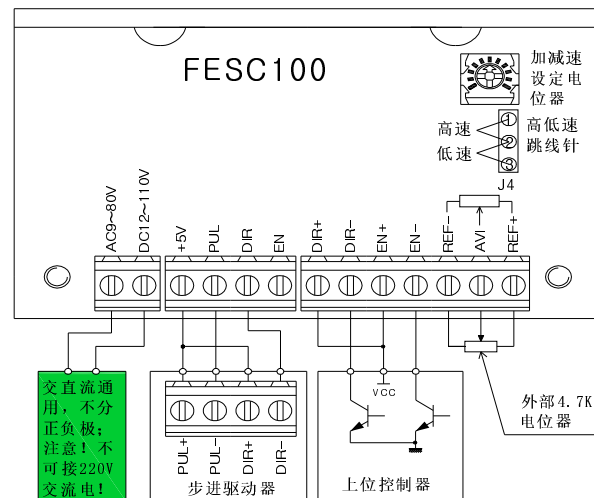 FESC100
加减速
设定电
位器
高速
低速
①
②
③
高低速
跳线针
J4
AC9~80V
DC12~110V
+5V
PUL
DIR
EN
DIR+
DIR-
EN+
EN-
REF-
AVI
REF+
交直流通
用，不分
正负极；
注意！不
可接220V
交流电！
PUL+
PUL-
DIR+
DIR-
步进驱动器
VCC
上位控制器
外部4.7K
电位器